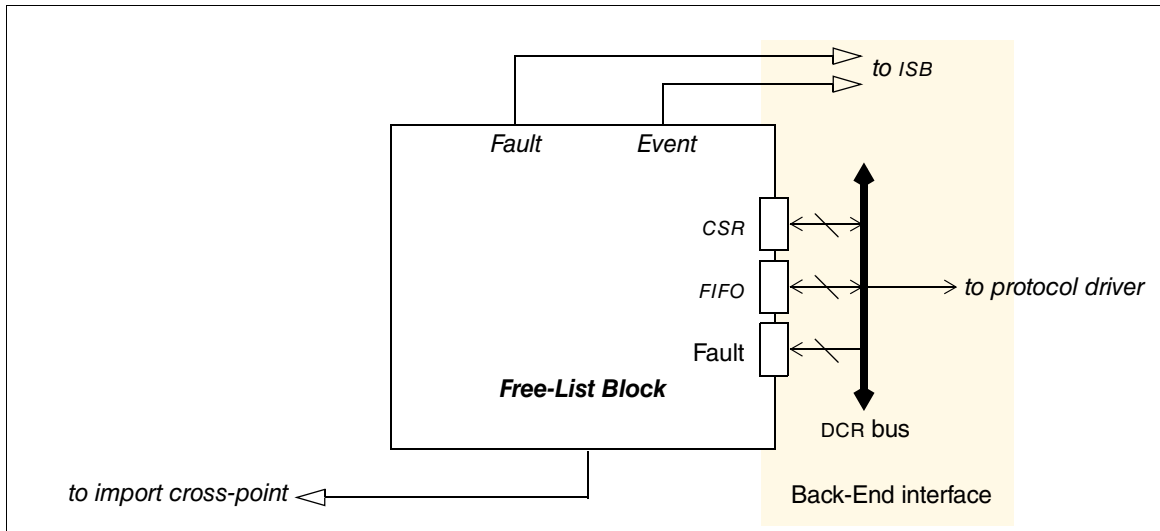 to ISB
Fault
Event
CSR
FIFO
to protocol driver
Fault
Free-List Block
DCR bus
to import cross-point
Back-End interface